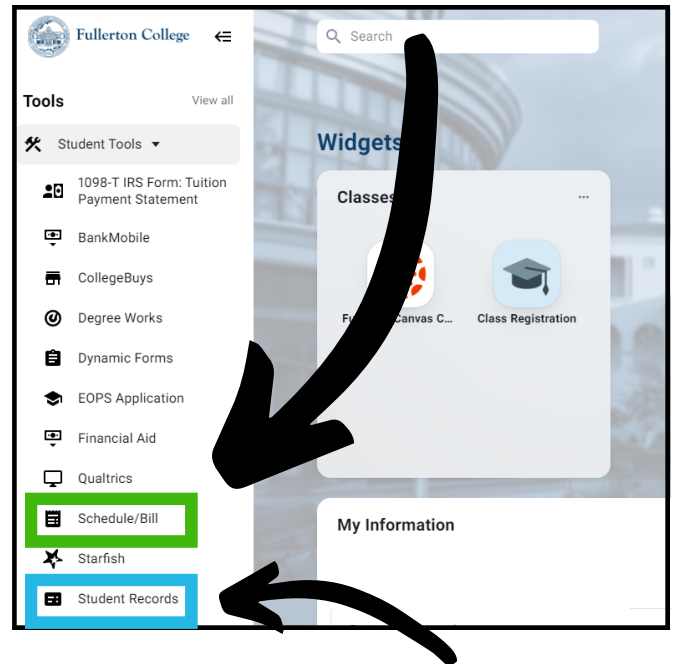 Fullerton College
Search
Tools
View all
Student Tools
Widgets
1098-T IRS Form: Tuition
Payment Statement
Classes
BankMobile
CollegeBuys
Degree Works
Canvas C...
Class Registration
Dynamic Forms
EOPS Application
Financial Aid
Qualtrics
Schedule/Bill
My Information
Starfish
Student Records